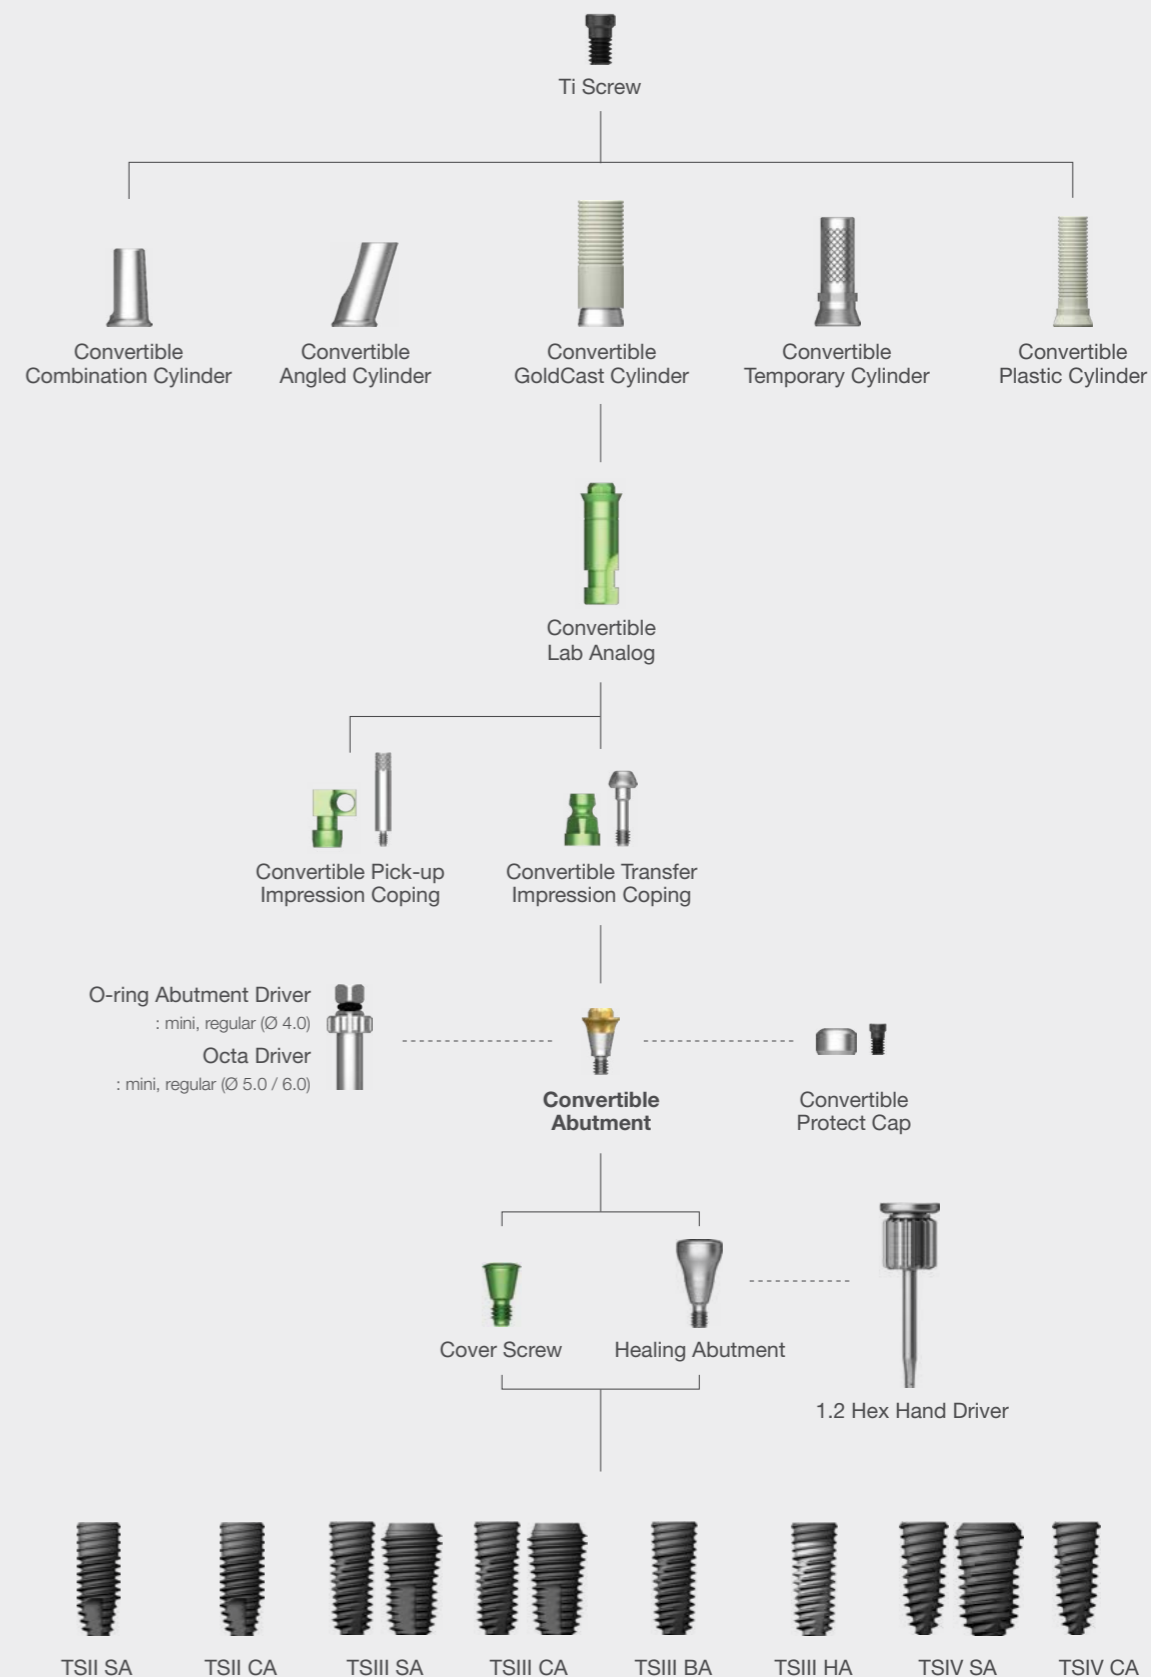 Ti Screw
Convertible
Combination Cylinder
Convertible
Angled Cylinder
Convertible
GoldCast Cylinder
Convertible
Temporary Cylinder
Convertible
Plastic Cylinder
Convertible
Lab Analog
Convertible Pick-up
Impression Coping
Convertible Transfer
Impression Coping
O-ring Abutment Driver
: mini, regular (Ø 4.0)
Octa Driver
: mini, regular (Ø 5.0 / 6.0)
Convertible
Abutment
Convertible
Protect Cap
Cover Screw
Healing Abutment
1.2 Hex Hand Driver
TSII SA
TSII CA
TSIII SA
TSIII CA
TSIII BA
TSIII HA
TSIV SA
TSIV CA